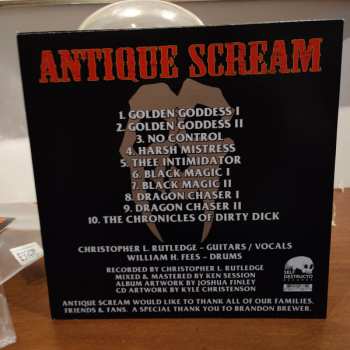 ANTIQUE SCREAM
1. GOLDEN GODDESS I
2. GOLDEN GODDESS II
3. NO CONTROL
4. HARSH MISTRESS
5. THEE INTIMIDATOR
6. BLACK MAGIC I
7. BLACK MAGIC II
8. DRAGON CHASER I
9. DRAGON CHASER II
10. THE CHRONICLES OF DIRTY DICK
CHRISTOPHER L. RUTLEDGE – GUITARS / VOCALS
WILLIAM H. FEES – DRUMS
RECORDED BY CHRISTOPHER L. RUTLEDGE
MIXED & MASTERED BY KEN SESSION
ALBUM ARTWORK BY JOSHUA FINLEY
CD ARTWORK BY KYLE CHRISTENSON
SELF
DESTRUCTO
RECORDS
ANTIQUE SCREAM WOULD LIKE TO THANK ALL OF OUR FAMILIES,
FRIENDS & FANS. A SPECIAL THANK YOU TO BRANDON BREWER.